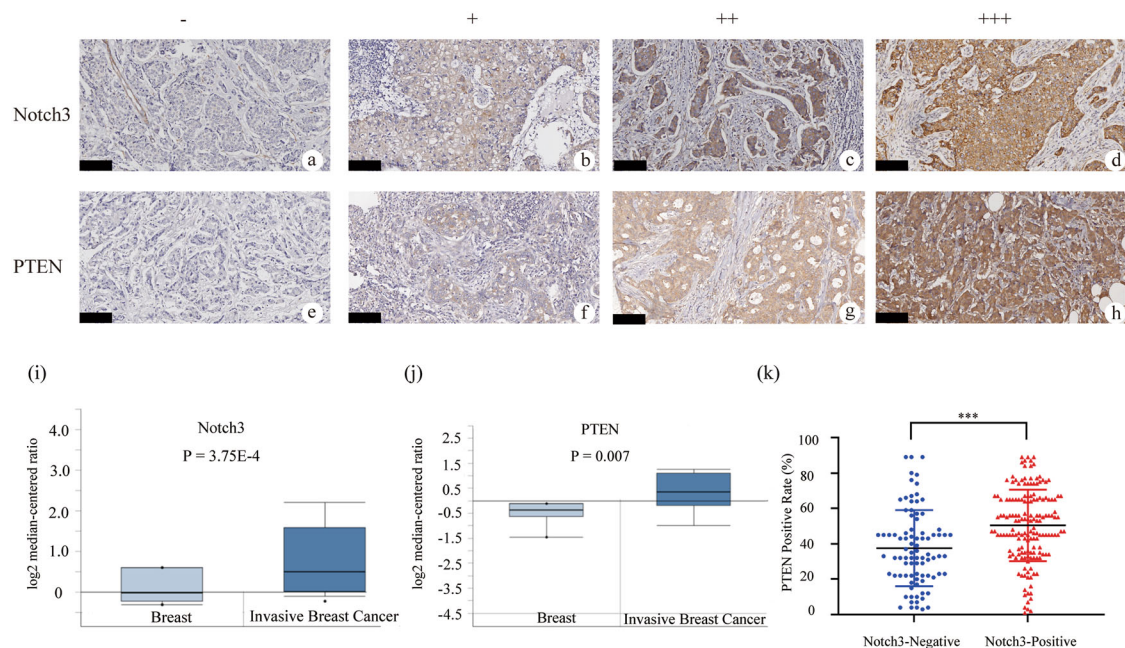 - + ++ +++
Notch3
a b c d
PTEN
e f g h
(i)
Notch3
P = 3.75E-4
log2 median-centered ratio
4.0
3.0
2.0
1.0
0
Breast Invasive Breast Cancer
(j)
PTEN
P = 0.007
log2 median-centered ratio
2.5
1.5
0.5
-0.5
-1.5
-2.5
-3.5
-4.5
Breast Invasive Breast Cancer
(k)
***
PTEN Positive Rate (%)
100
80
60
40
20
0
Notch3-Negative Notch3-Positive